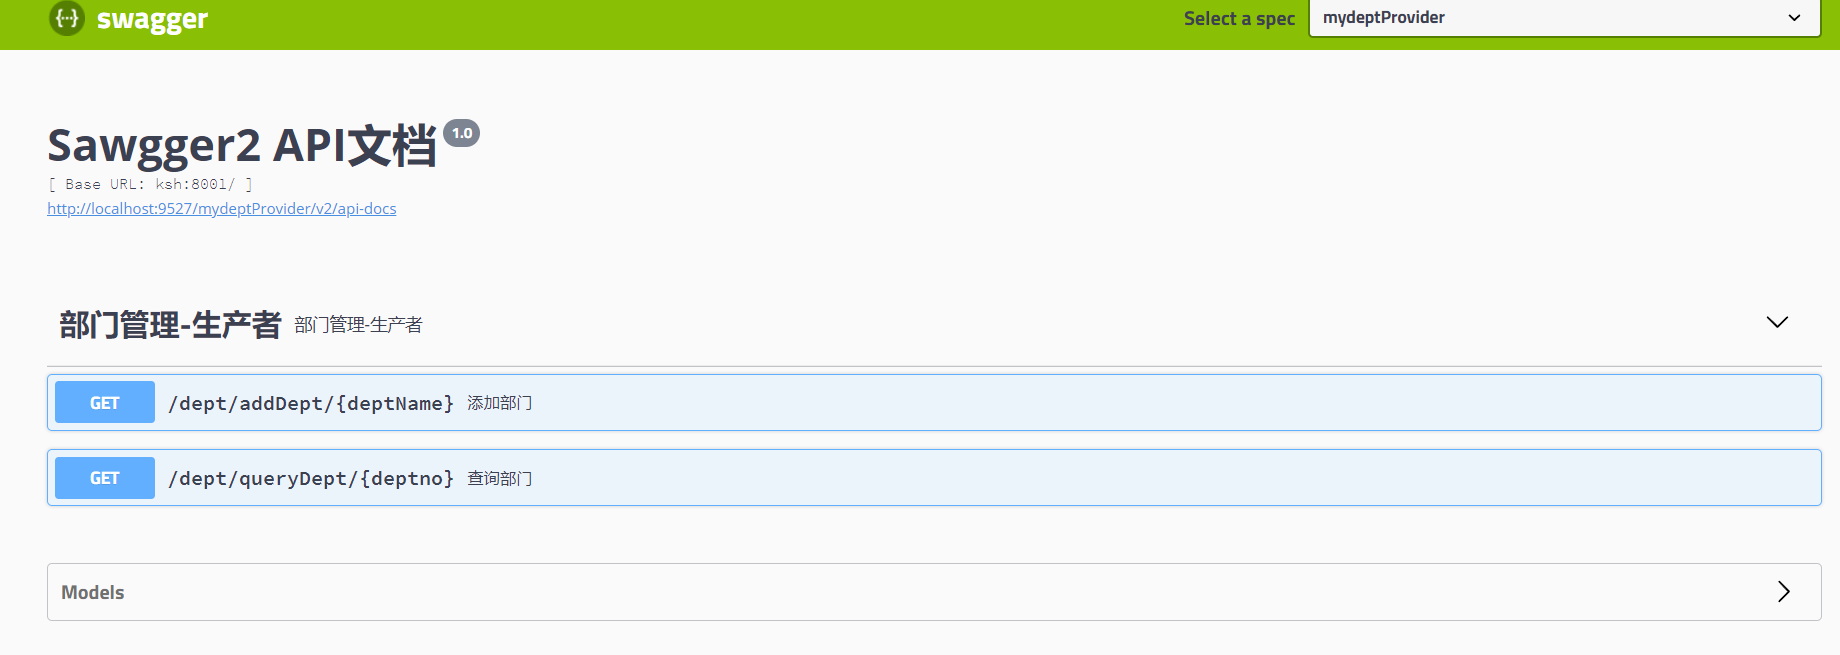 {···} swagger
Select a spec mydeptProvider
Sawgger2 API文档 1.0
[ Base URL: ksh:8001/ ]
http://localhost:9527/mydeptProvider/v2/api-docs
部门管理-生产者 部门管理-生产者
GET /dept/addDept/{deptName} 添加部门
GET /dept/queryDept/{deptno} 查询部门
Models